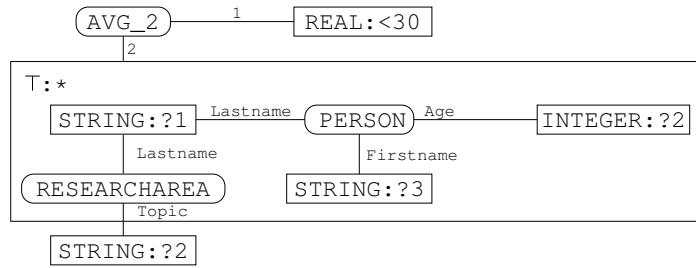 AVG_2 1 REAL:<30
2
⊤:*
STRING:?1 Lastname PERSON Age INTEGER:?2
Lastname Firstname
RESEARCHAREA STRING:?3
Topic
STRING:?2